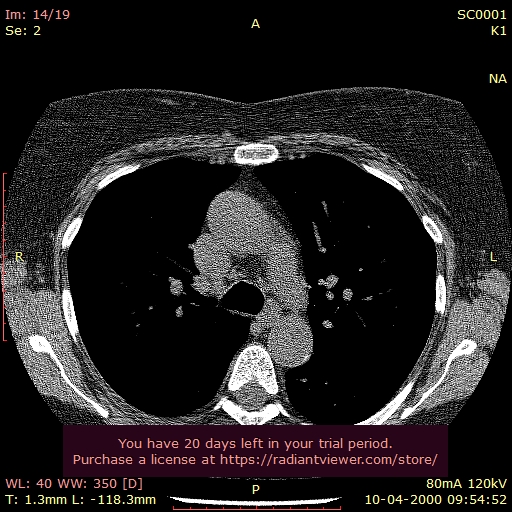 Im: 14/19
Se: 2
A
SC0001
K1
NA
R
L
You have 20 days left in your trial period.
Purchase a license at https://radiantviewer.com/store/
WL: 40 WW: 350 [D]
T: 1.3mm L: -118.3mm
P
80mA 120kV
10-04-2000 09:54:52